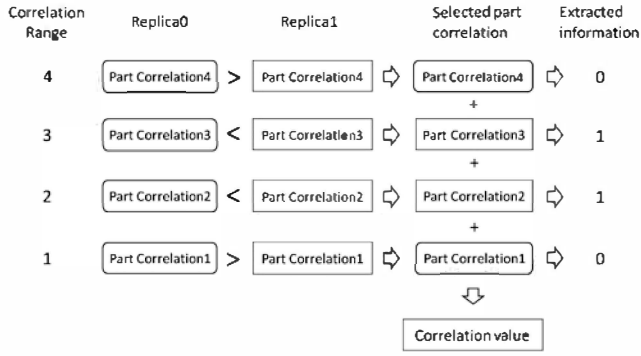 Correlation Range Replica0 Replica1 Selected part correlation Extracted information
4 Part Correlation4 > Part Correlation4 Part Correlation4 0
+
3 Part Correlation3 < Part Correlation3 Part Correlation3 1
+
2 Part Correlation2 < Part Correlation2 Part Correlation2 1
+
1 Part Correlation1 > Part Correlation1 Part Correlation1 0
Correlation value